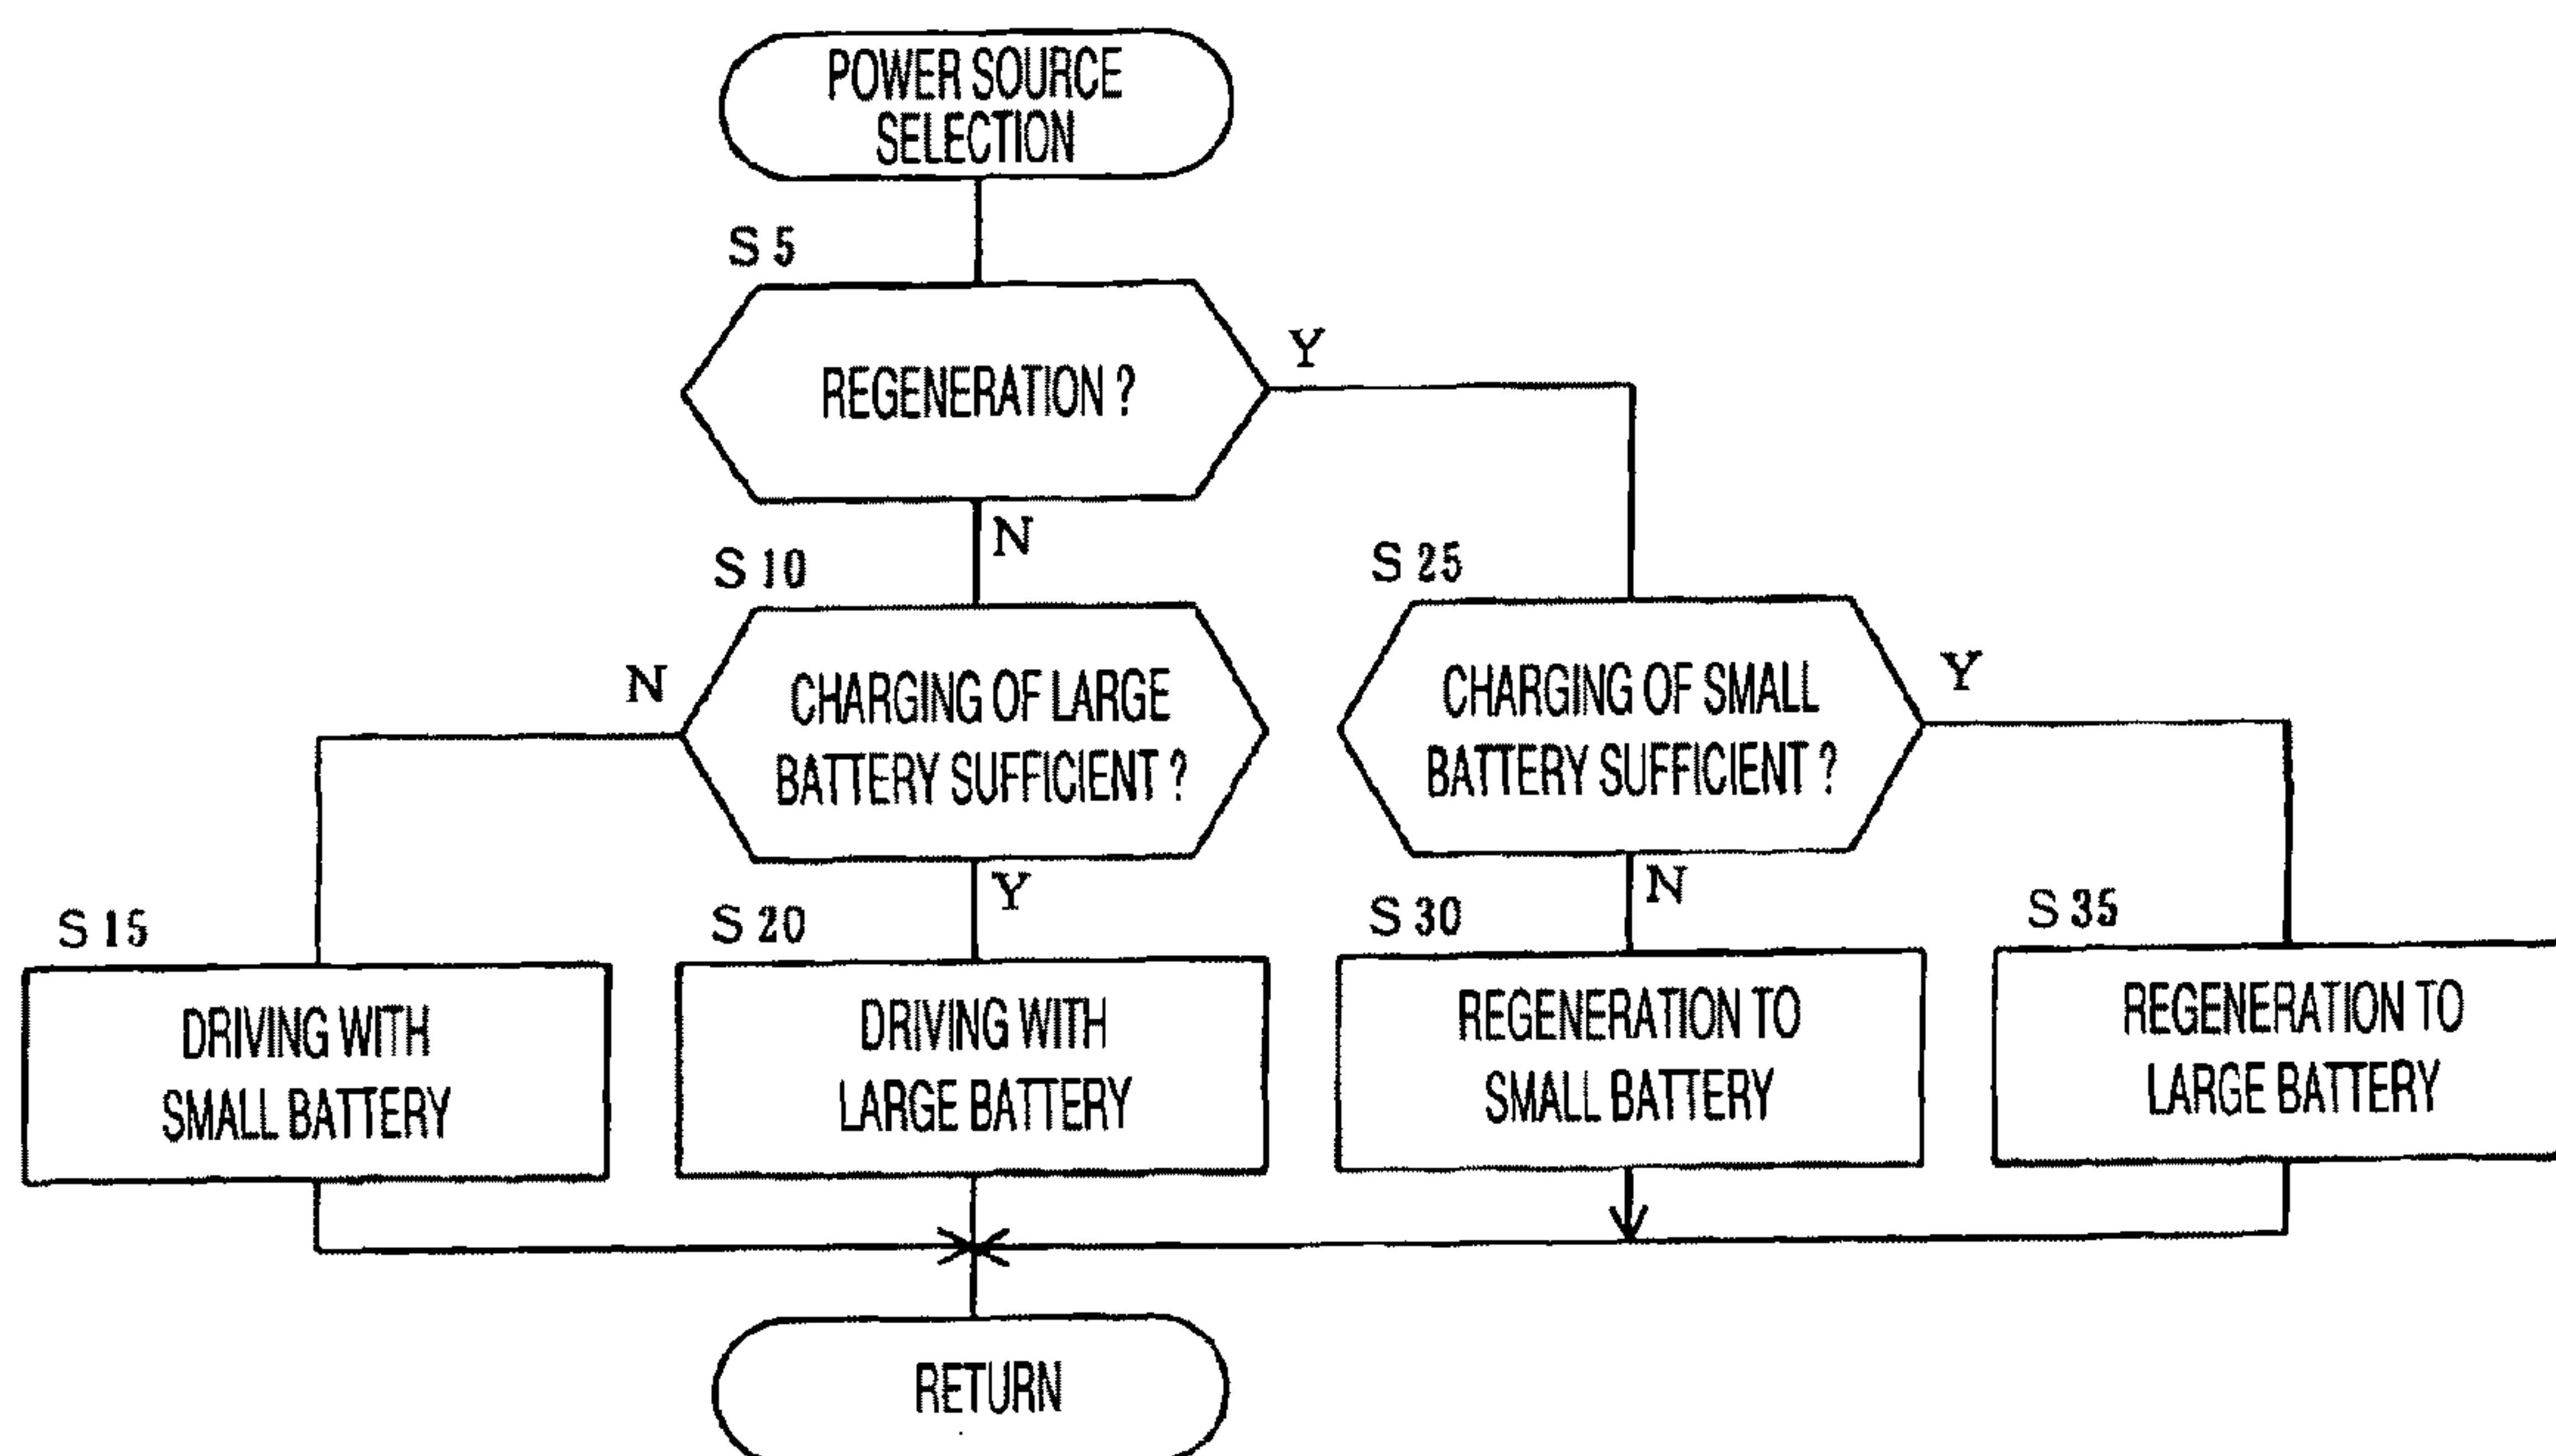 POWER SOURCE
SELECTION
S 5
REGENERATION ?
Y
N
S 10
CHARGING OF LARGE
BATTERY SUFFICIENT ?
N
Y
S 25
CHARGING OF SMALL
BATTERY SUFFICIENT ?
Y
N
S 15
DRIVING WITH
SMALL BATTERY
S 20
DRIVING WITH
LARGE BATTERY
S 30
REGENERATION TO
SMALL BATTERY
S 35
REGENERATION TO
LARGE BATTERY
RETURN